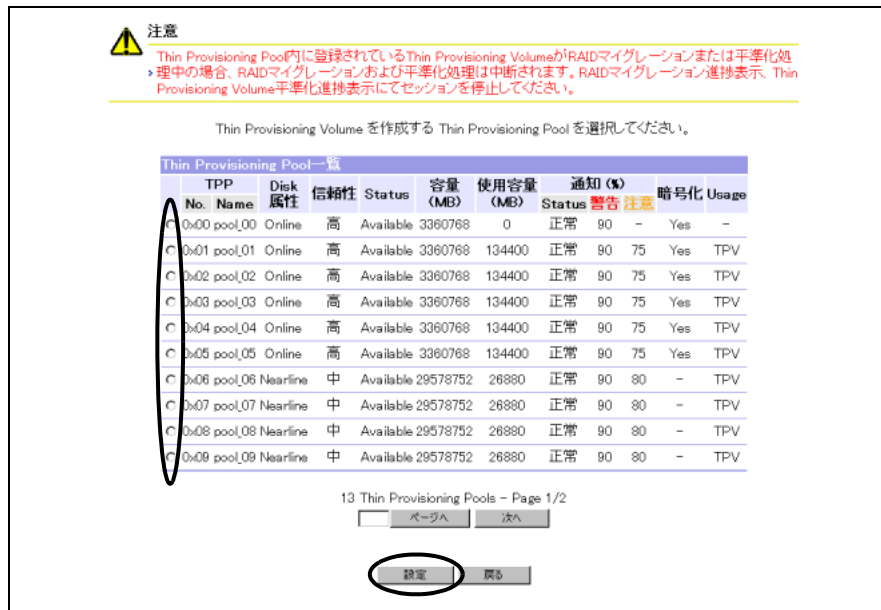 注意
Thin Provisioning Pool内に登録されているThin Provisioning VolumeがRAIDマイグレーションまたは平準化処
理中の場合、RAIDマイグレーションおよび平準化処理は中断されます。RAIDマイグレーション進捗表示、Thin
Provisioning Volume平準化進捗表示にてセッションを停止してください。
Thin Provisioning Volume を作成する Thin Provisioning Pool を選択してください。
Thin Provisioning Pool一覧
TPP Disk属性 信頼性 Status 容量(MB) 使用容量(MB) 通知 (%) 暗号化 Usage
No. Name Status 警告 注意
0x00 pool_00 Online 高 Available 3360768 0 正常 90 - Yes -
0x01 pool_01 Online 高 Available 3360768 134400 正常 90 75 Yes TPV
0x02 pool_02 Online 高 Available 3360768 134400 正常 90 75 Yes TPV
0x03 pool_03 Online 高 Available 3360768 134400 正常 90 75 Yes TPV
0x04 pool_04 Online 高 Available 3360768 134400 正常 90 75 Yes TPV
0x05 pool_05 Online 高 Available 3360768 134400 正常 90 75 Yes TPV
0x06 pool_06 Nearline 中 Available 29578752 26880 正常 90 80 - TPV
0x07 pool_07 Nearline 中 Available 29578752 26880 正常 90 80 - TPV
0x08 pool_08 Nearline 中 Available 29578752 26880 正常 90 80 - TPV
0x09 pool_09 Nearline 中 Available 29578752 26880 正常 90 80 - TPV
13 Thin Provisioning Pools - Page 1/2
ページへ 次へ
設定 戻る